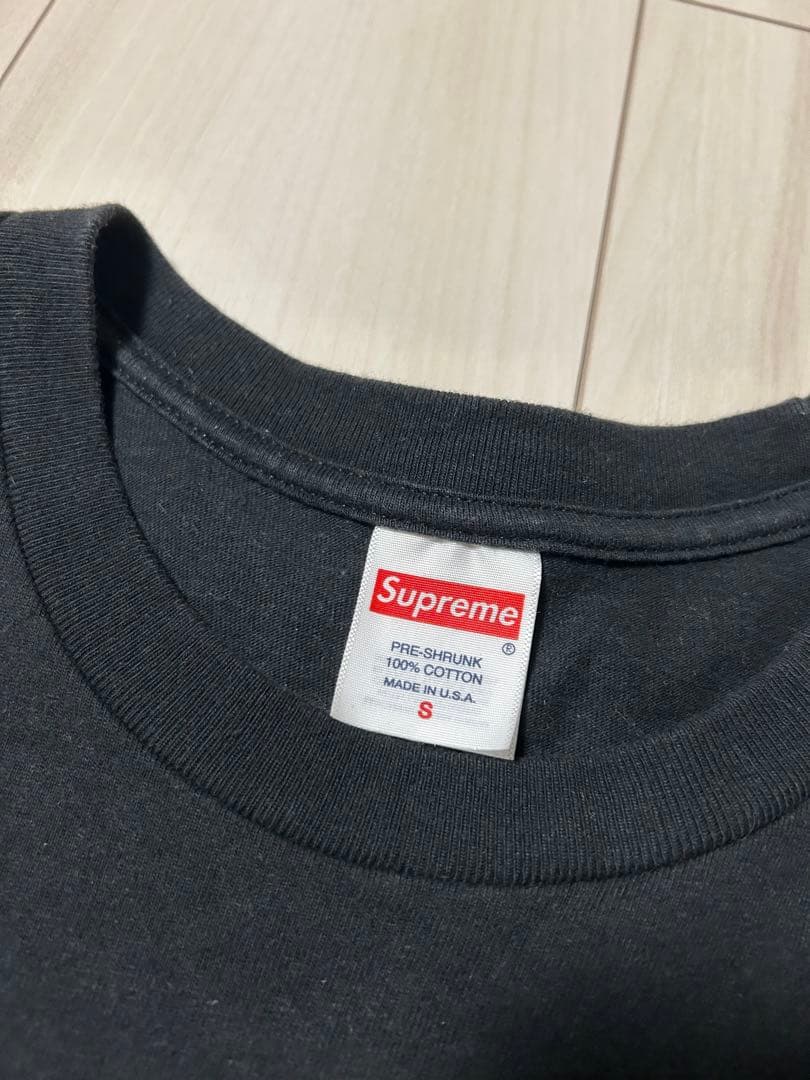 Supreme
®
PRE-SHRUNK
100% COTTON
MADE IN U.S.A.
S